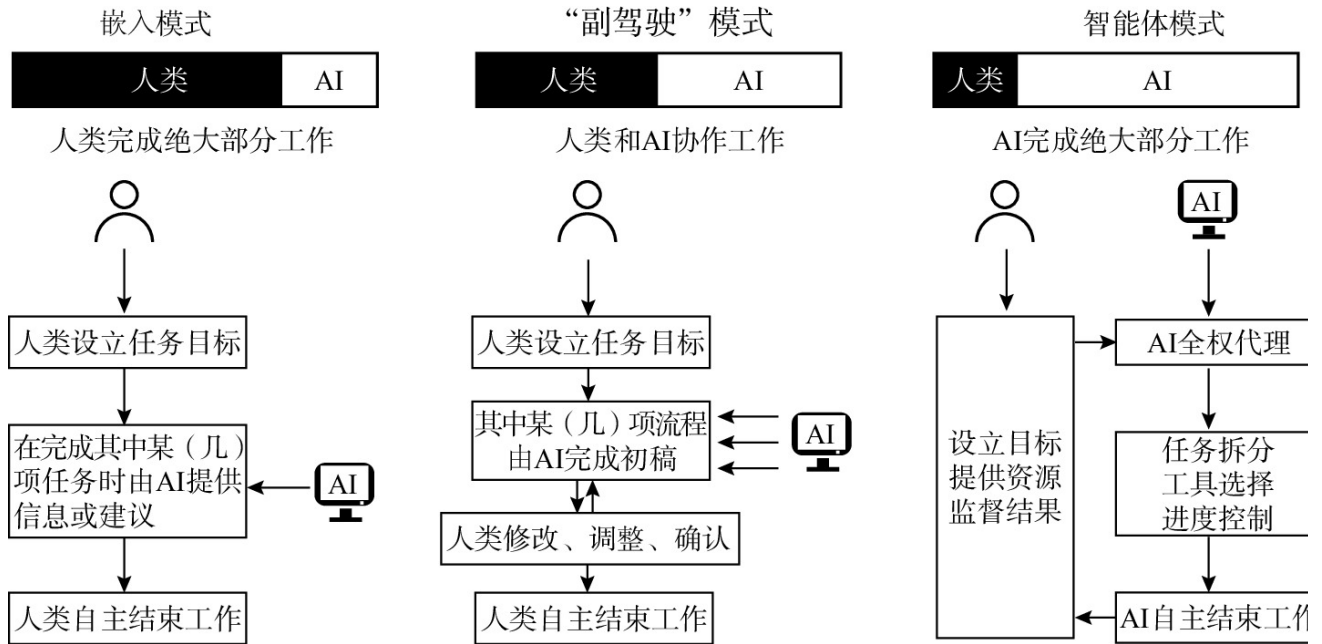 嵌入模式
人类
AI
人类完成绝大部分工作
人类设立任务目标
在完成其中某（几）
项任务时由AI提供
信息或建议
AI
人类自主结束工作
“副驾驶”模式
人类
AI
人类和AI协作工作
人类设立任务目标
其中某（几）项流程
由AI完成初稿
AI
人类修改、调整、确认
人类自主结束工作
智能体模式
人类
AI
AI完成绝大部分工作
AI
设立目标
提供资源
监督结果
AI全权代理
任务拆分
工具选择
进度控制
AI自主结束工作